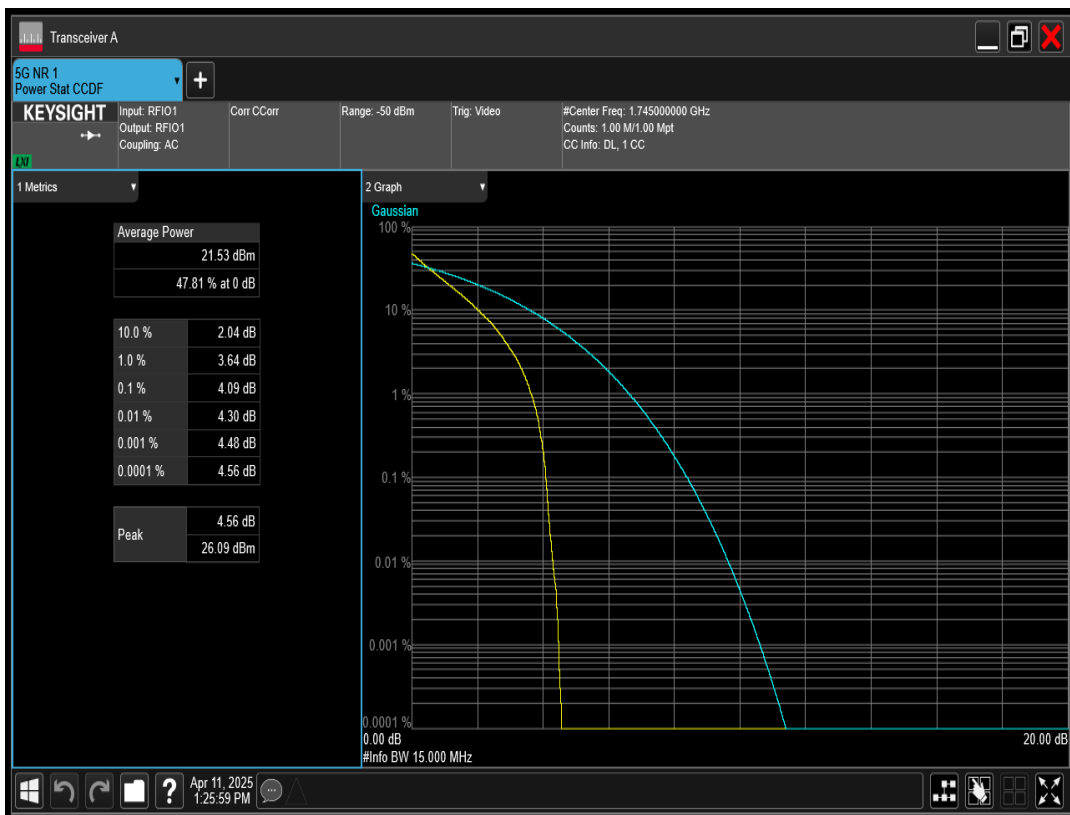 Transceiver A
5G NR 1
Power Stat CCDF
KEYSIGHT
LXI
Input: RFIO1
Output: RFIO1
Coupling: AC
Corr CCorr
Range: -50 dBm
Trig: Video
#Center Freq: 1.745000000 GHz
Counts: 1.00 M/1.00 Mpt
CC Info: DL, 1 CC
1 Metrics
Average Power
21.53 dBm
47.81 % at 0 dB
10.0 % 2.04 dB
1.0 % 3.64 dB
0.1 % 4.09 dB
0.01 % 4.30 dB
0.001 % 4.48 dB
0.0001 % 4.56 dB
Peak 4.56 dB
26.09 dBm
2 Graph
Gaussian
100 %
10 %
1 %
0.1 %
0.01 %
0.001 %
0.0001 %
0.00 dB 20.00 dB
#Info BW 15.000 MHz
? Apr 11, 2025
1:25:59 PM